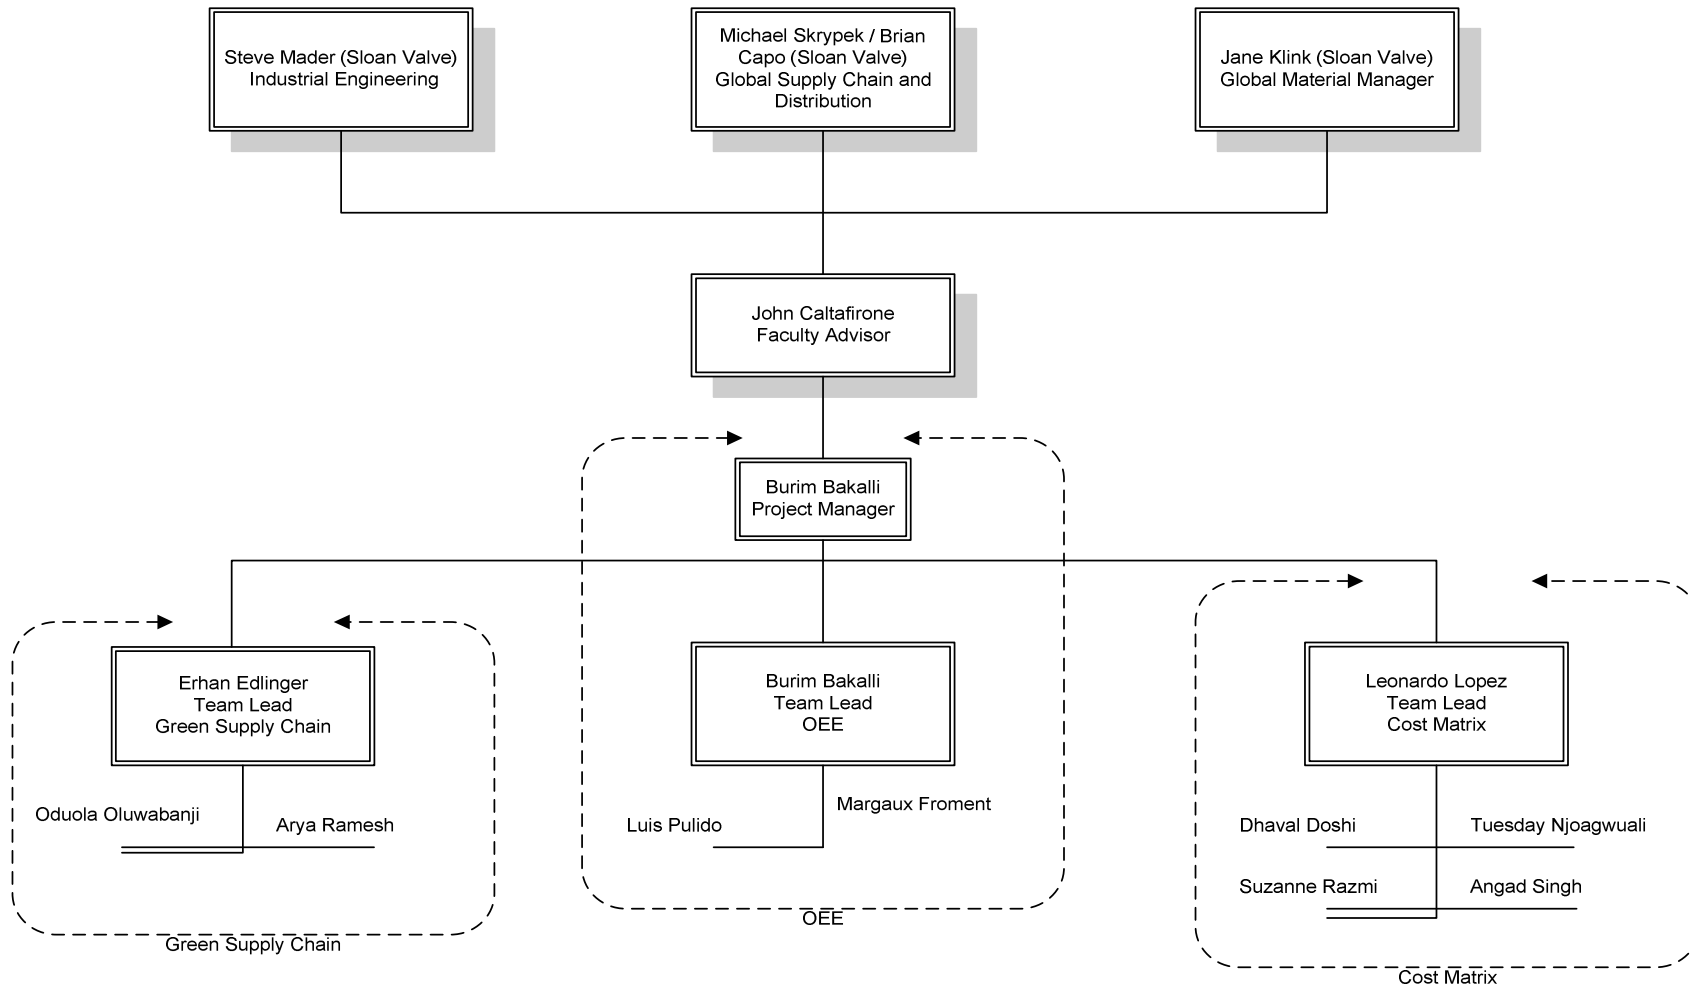 Steve Mader (Sloan Valve)
Industrial Engineering
Michael Skrypek / Brian
Capo (Sloan Valve)
Global Supply Chain and
Distribution
Jane Klink (Sloan Valve)
Global Material Manager
John Caltafirone
Faculty Advisor
Burim Bakalli
Project Manager
Erhan Edlinger
Team Lead
Green Supply Chain
Burim Bakalli
Team Lead
OEE
Leonardo Lopez
Team Lead
Cost Matrix
Oduola Oluwabanji
Arya Ramesh
Luis Pulido
Margaux Froment
Dhaval Doshi
Tuesday Njoagwuali
Suzanne Razmi
Angad Singh
Green Supply Chain
OEE
Cost Matrix